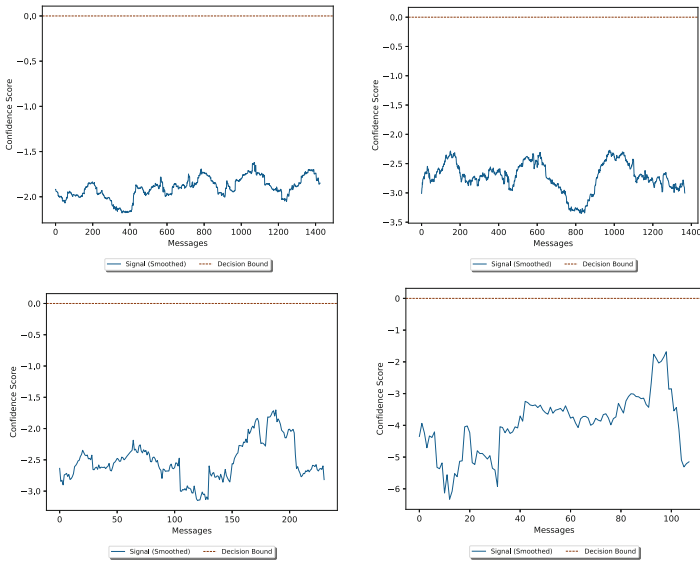 0.0
−0.5
−1.0
−1.5
−2.0
Confidence Score
0 200 400 600 800 1000 1200 1400
Messages
Signal (Smoothed) Decision Bound
0.0
−0.5
−1.0
−1.5
−2.0
−2.5
−3.0
−3.5
Confidence Score
0 200 400 600 800 1000 1200 1400
Messages
Signal (Smoothed) Decision Bound
0.0
−0.5
−1.0
−1.5
−2.0
−2.5
−3.0
Confidence Score
0 50 100 150 200
Messages
Signal (Smoothed) Decision Bound
0
−1
−2
−3
−4
−5
−6
Confidence Score
0 20 40 60 80 100
Messages
Signal (Smoothed) Decision Bound